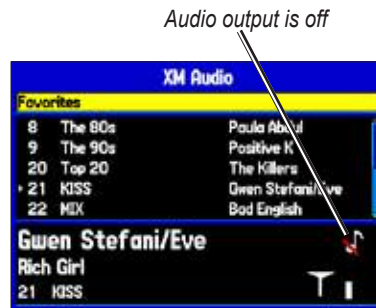 Audio output is off
XM Audio
Favorites
8 The 80s Paula Abdul
9 The 90s Positive K
20 Top 20 The Killers
21 KISS Gwen Stefani/Eve
22 MIX Bad English
Gwen Stefani/Eve
Rich Girl
21 KISS